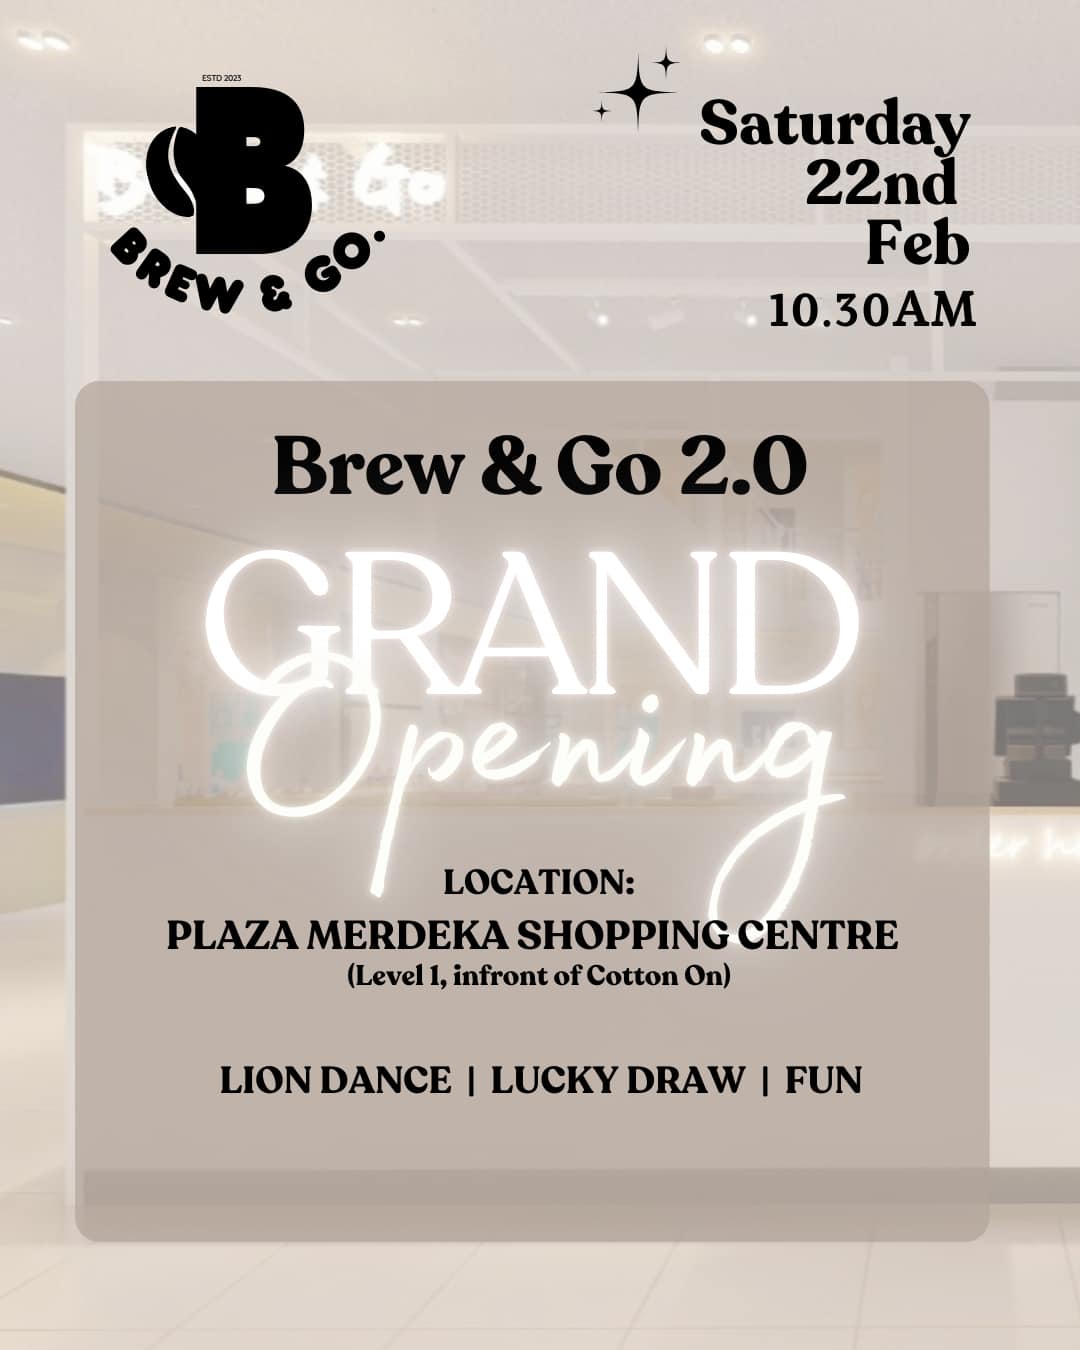 ESTD 2023
B
BREW & GO.
Saturday
22nd
Feb
10.30AM
Brew & Go 2.0
GRAND
Opening
LOCATION:
PLAZA MERDEKA SHOPPING CENTRE
(Level 1, infront of Cotton On)
LION DANCE | LUCKY DRAW | FUN